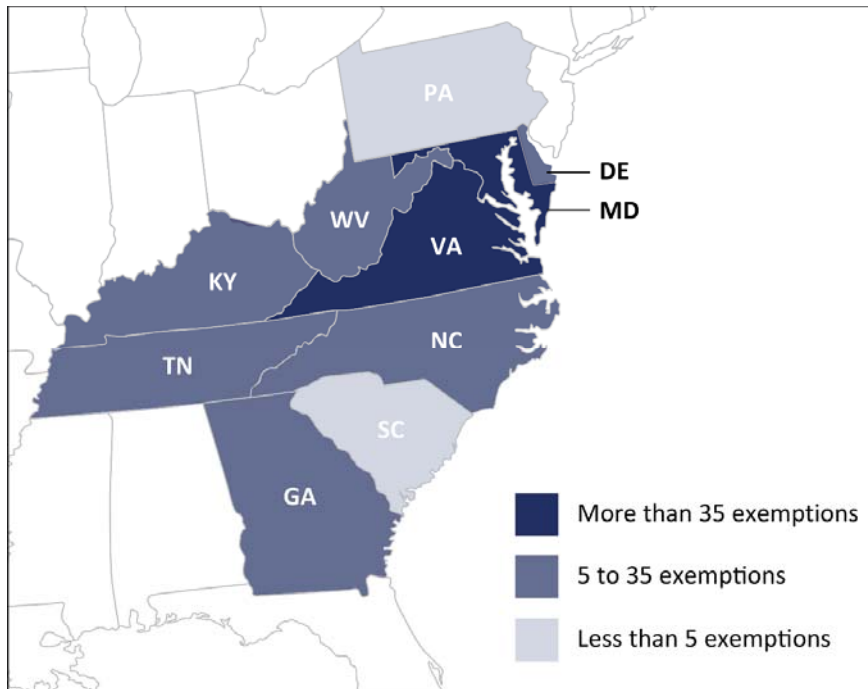 PA
DE
MD
WV
VA
KY
NC
TN
SC
GA
More than 35 exemptions
5 to 35 exemptions
Less than 5 exemptions